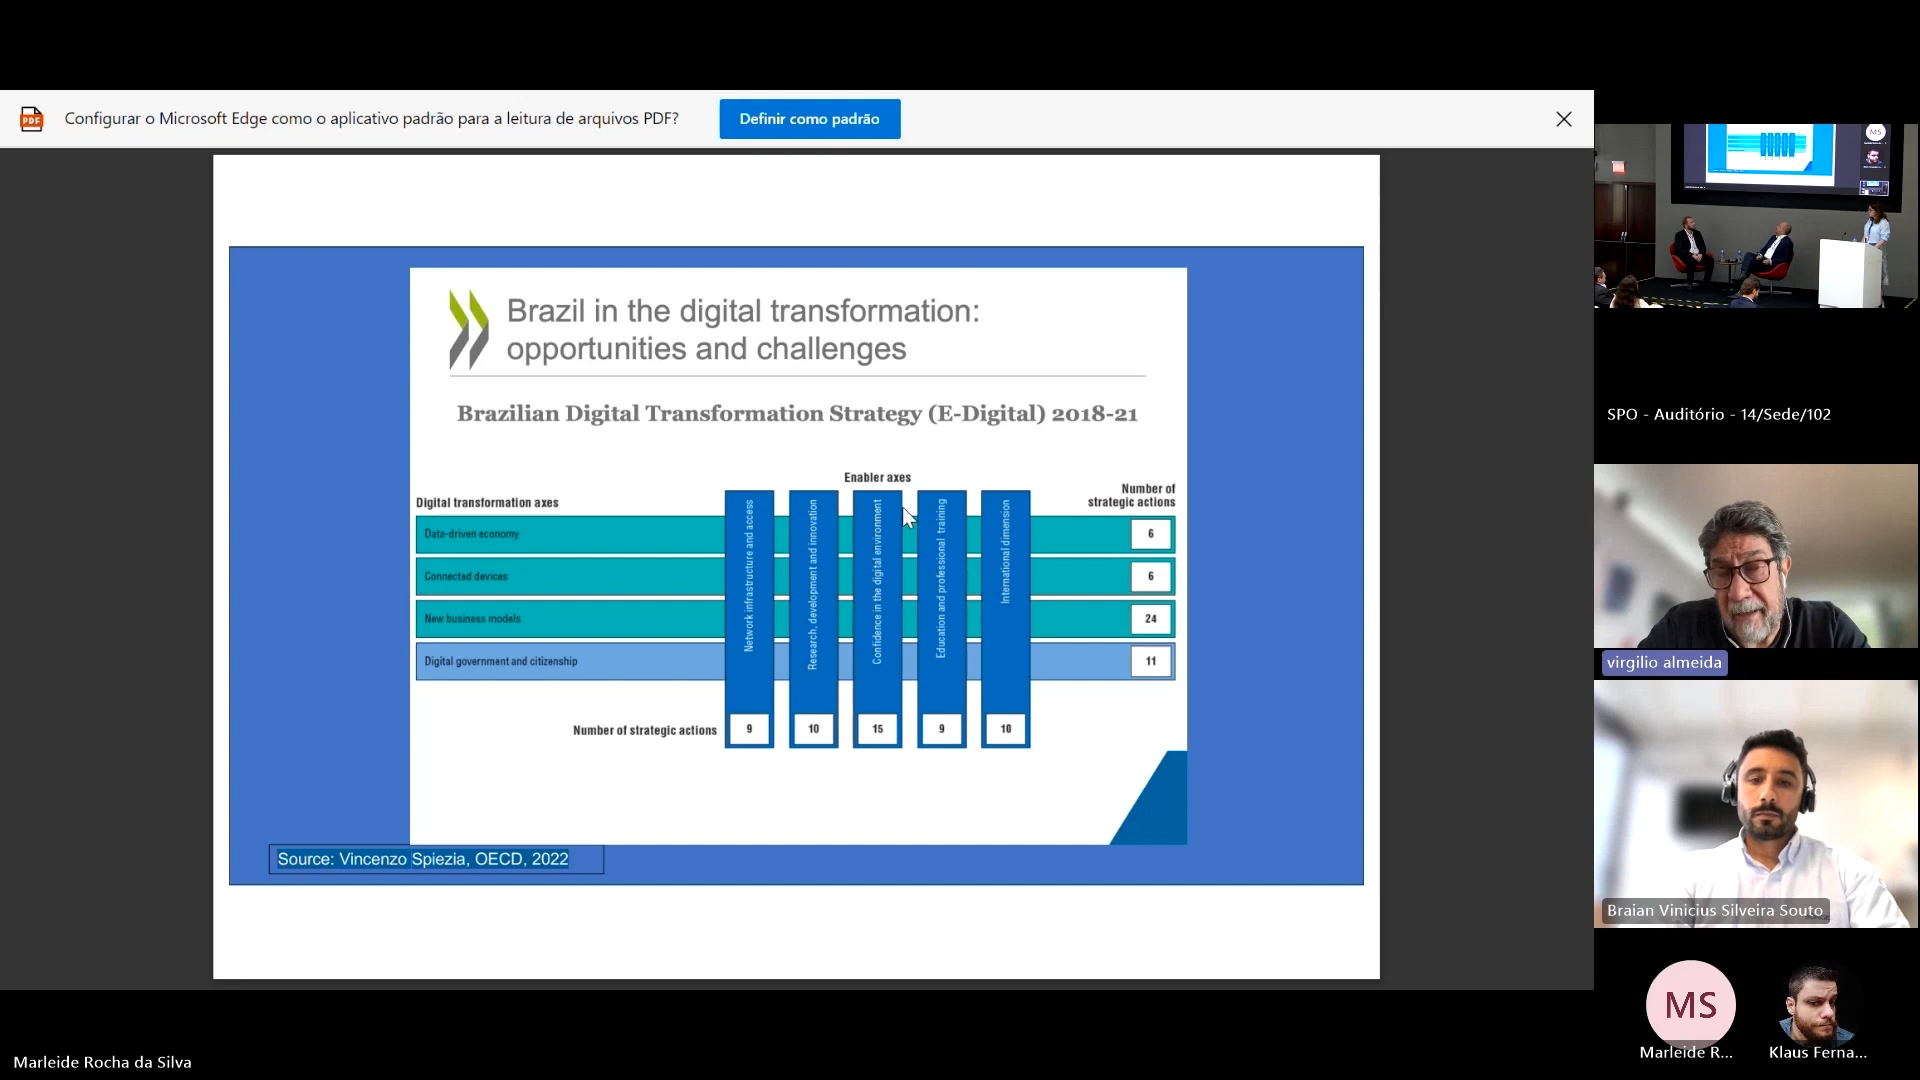 Configurar o Microsoft Edge como o aplicativo padrão para a leitura de arquivos PDF?
Definir como padrão
PDF
Brazil in the digital transformation:
opportunities and challenges
Brazilian Digital Transformation Strategy (E-Digital) 2018-21
Enabler axes
Digital transformation axes
Number of
strategic actions
Data-driven economy
6
Connected devices
6
New business models
24
Digital government and citizenship
11
Network infrastructure and access
Research, development and innovation
Confidence in the digital environment
Education and professional training
International dimension
Number of strategic actions
9
10
15
9
10
Source: Vincenzo Spiezia, OECD, 2022
MS
SPO - Auditório - 14/Sede/102
virgilio almeida
Braian Vinicius Silveira Souto
MS
Marleide R...
Klaus Ferna...
Marleide Rocha da Silva